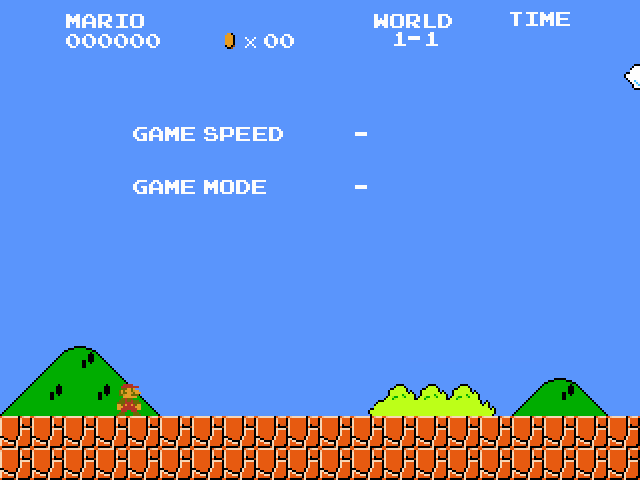 MARIO
WORLD
TIME
000000
× 00
1-1
GAME SPEED -
GAME MODE -